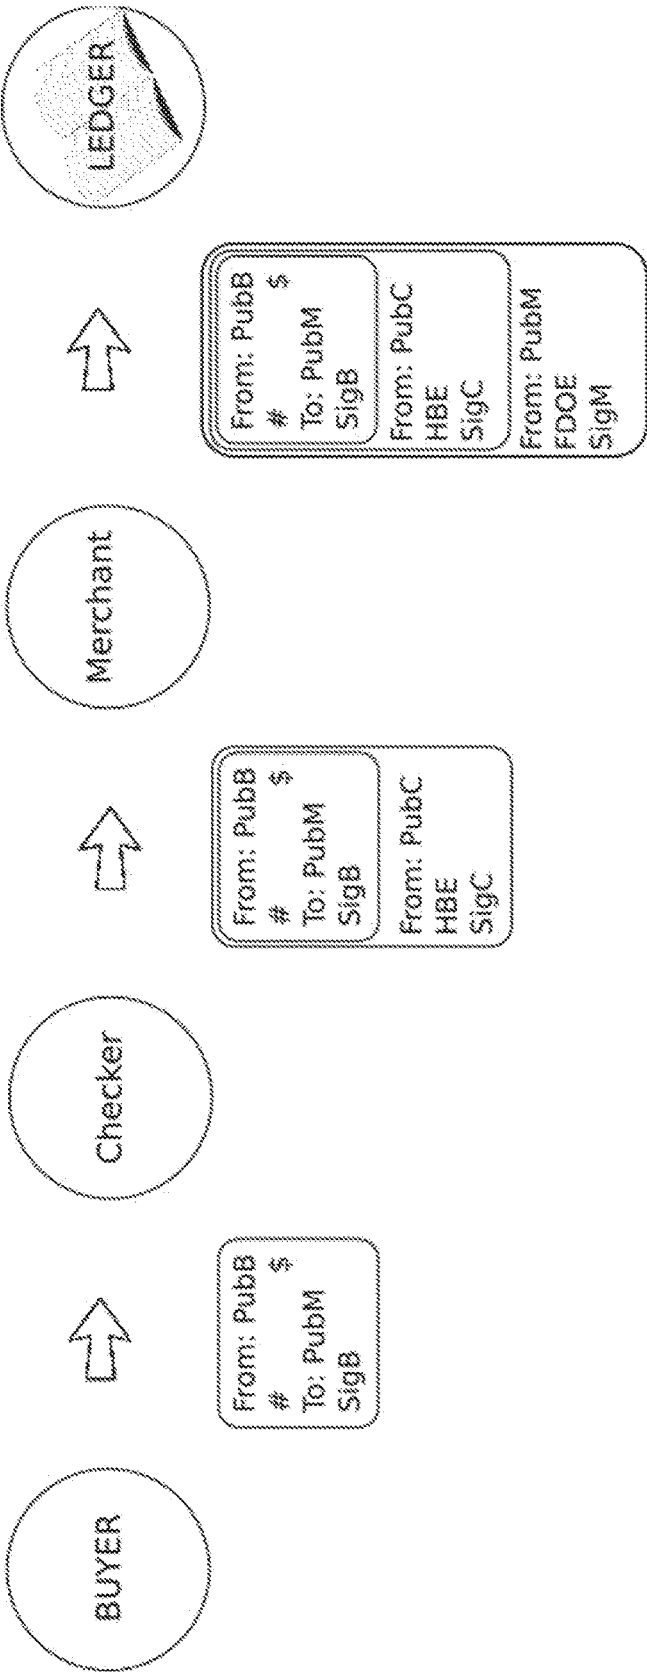 BUYER
From: PubB
# $
To: PubM
SigB
Checker
From: PubB
# $
To: PubM
SigB
From: PubC
HBE
SigC
Merchant
From: PubB
# $
To: PubM
SigB
From: PubC
HBE
SigC
From: PubM
FDOE
SigM
LEDGER